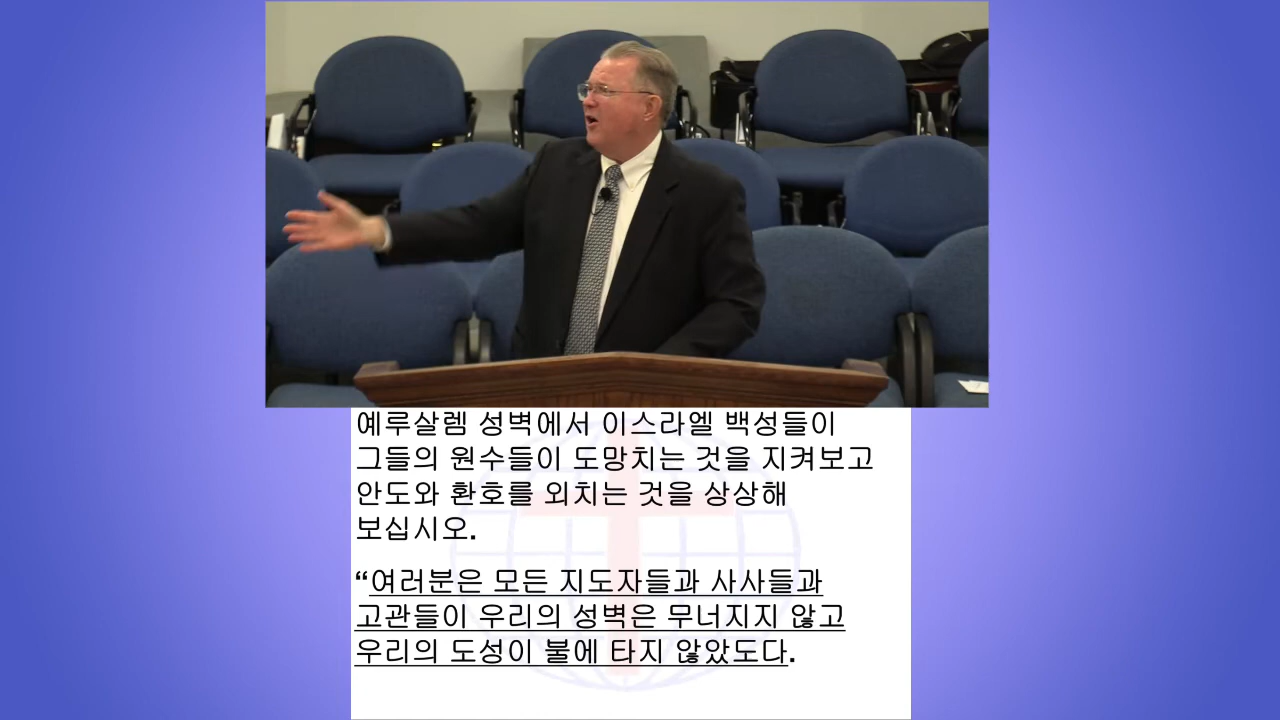 예루살렘 성벽에서 이스라엘 백성들이
그들의 원수들이 도망치는 것을 지켜보고
안도와 환호를 외치는 것을 상상해
보십시오.
“여러분은 모든 지도자들과 사사들과
고관들이 우리의 성벽은 무너지지 않고
우리의 도성이 불에 타지 않았도다.